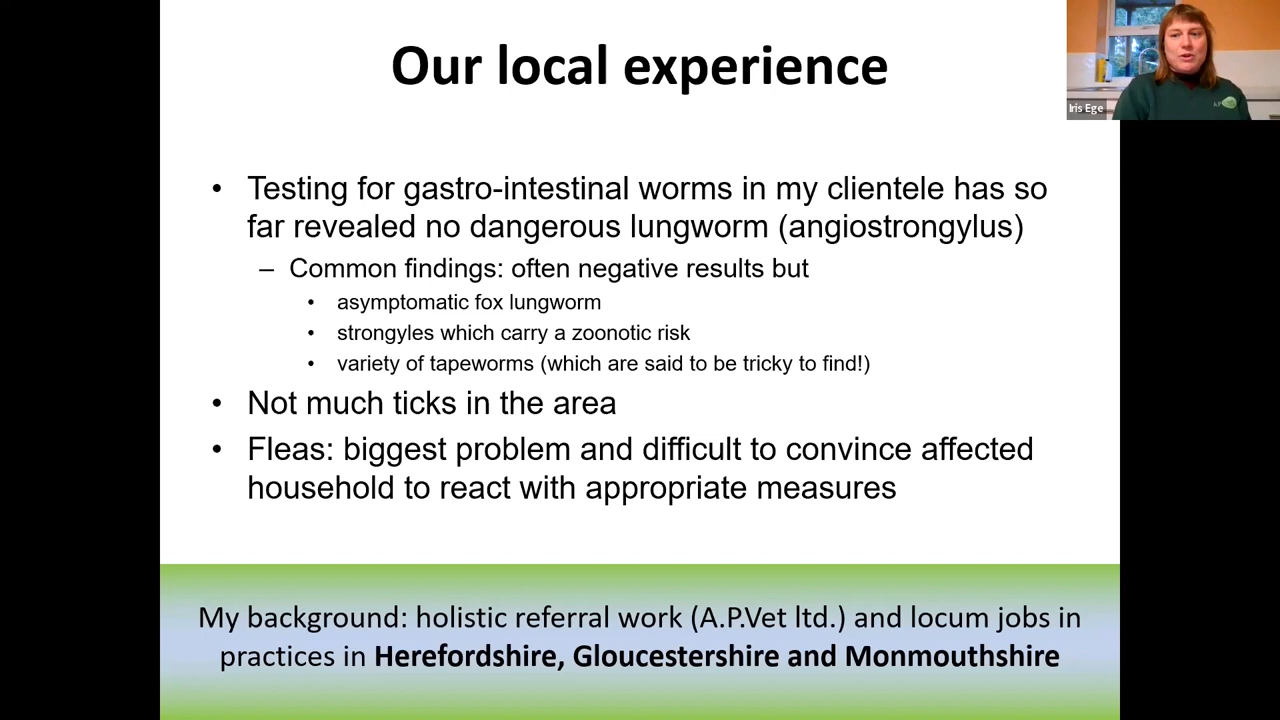 Our local experience
Iris Ege
• Testing for gastro-intestinal worms in my clientele has so
far revealed no dangerous lungworm (angiostrongylus)
– Common findings: often negative results but
• asymptomatic fox lungworm
• strongyles which carry a zoonotic risk
• variety of tapeworms (which are said to be tricky to find!)
• Not much ticks in the area
• Fleas: biggest problem and difficult to convince affected
household to react with appropriate measures
My background: holistic referral work (A.P.Vet ltd.) and locum jobs in
practices in Herefordshire, Gloucestershire and Monmouthshire